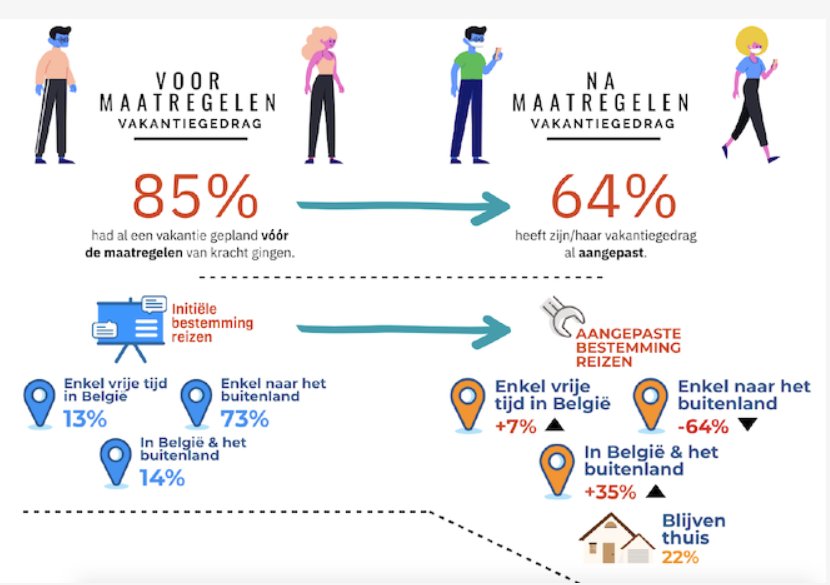 VOOR
MAATREGELEN
VAKANTIEGEDRAG
NA
MAATREGELEN
VAKANTIEGEDRAG
85%
had al een vakantie gepland vóór
de maatregelen van kracht gingen.
64%
heeft zijn/haar vakantiegedrag
al aangepast.
Initiële
bestemming
reizen
AANGEPASTE
BESTEMMING
REIZEN
Enkel vrije tijd
in België
13%
Enkel naar het
buitenland
73%
In België & het
buitenland
14%
Enkel vrije
tijd in België
+7%
Enkel naar het
buitenland
-64%
In België & het
buitenland
+35%
Blijven
thuis
22%